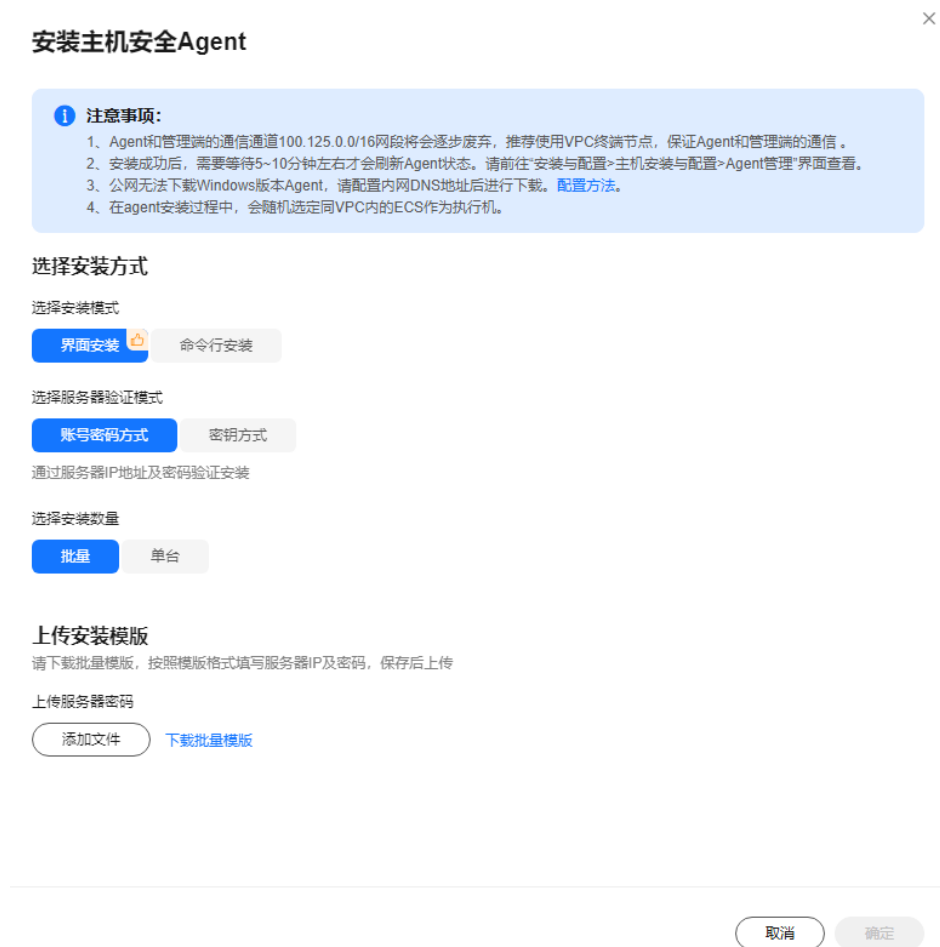 安装主机安全Agent
注意事项：
1、Agent和管理端的通信通道100.125.0.0/16网段将会逐步废弃，推荐使用VPC终端节点，保证Agent和管理端的通信 。
2、安装成功后，需要等待5~10分钟左右才会刷新Agent状态。请前往“安装与配置>主机安装与配置>Agent管理”界面查看。
3、公网无法下载Windows版本Agent，请配置内网DNS地址后进行下载。配置方法。
4、在agent安装过程中，会随机选定同VPC内的ECS作为执行机。
选择安装方式
选择安装模式
界面安装 命令行安装
选择服务器验证模式
账号密码方式 密钥方式
通过服务器IP地址及密码验证安装
选择安装数量
批量 单台
上传安装模版
请下载批量模版，按照模版格式填写服务器IP及密码，保存后上传
上传服务器密码
添加文件 下载批量模版
取消 确定